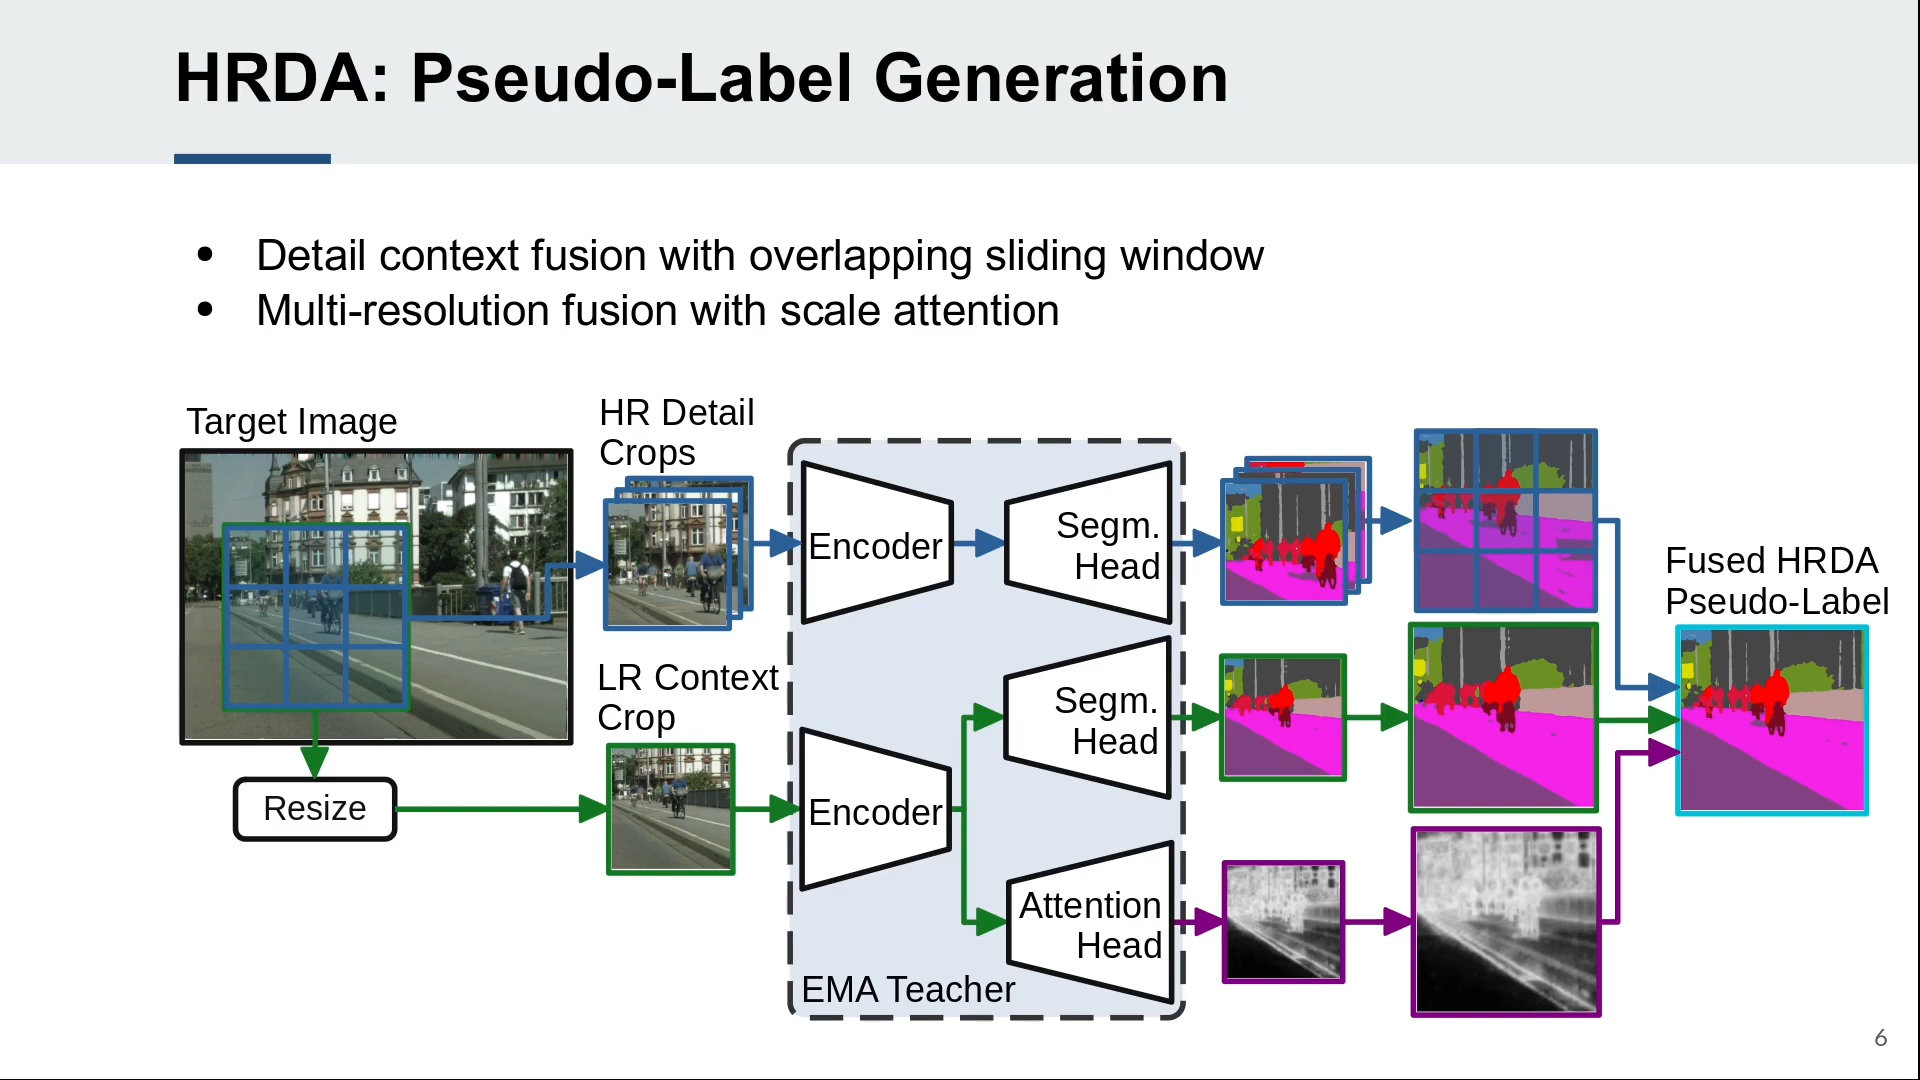 HRDA: Pseudo-Label Generation
• Detail context fusion with overlapping sliding window
• Multi-resolution fusion with scale attention
Target Image
HR Detail
Crops
Encoder
Segm.
Head
Fused HRDA
Pseudo-Label
LR Context
Crop
Segm.
Head
Resize
Encoder
Attention
Head
EMA Teacher
6